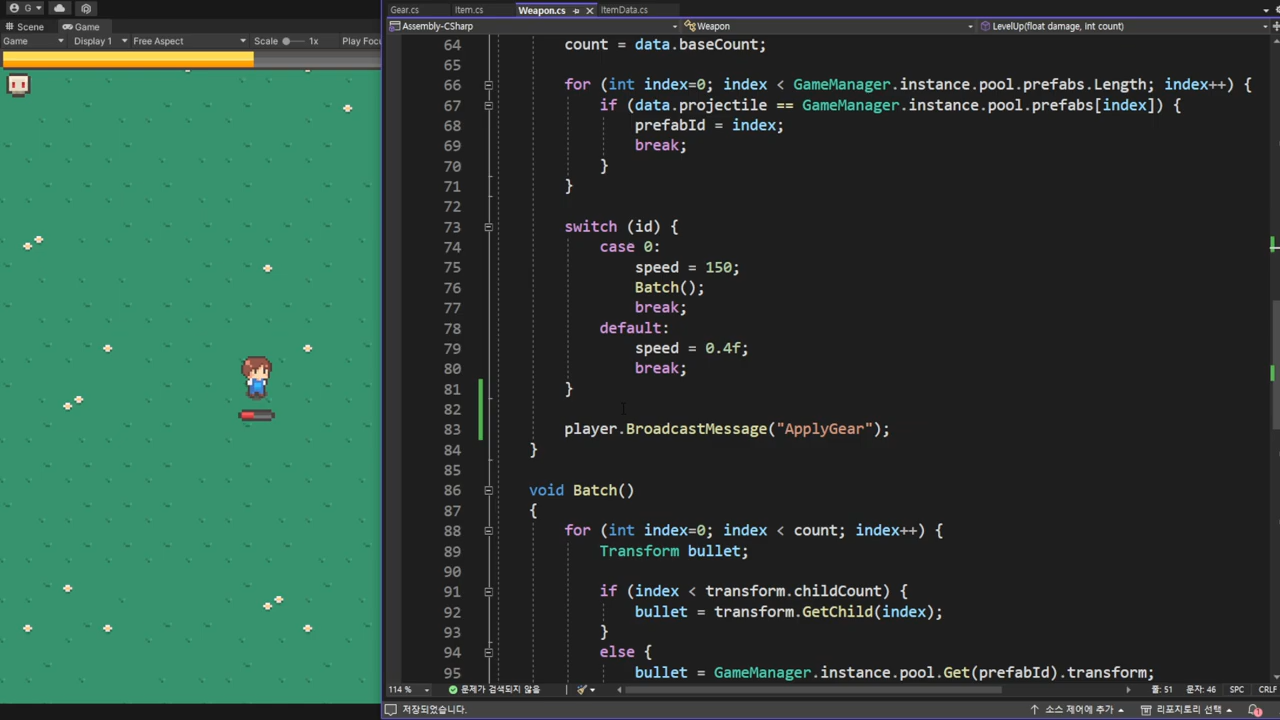 G
Scene
Game
Game
Display 1
Free Aspect
Scale
1x
Play Focu
Gear.cs
Item.cs
Weapon.cs
ItemData.cs
Assembly-CSharp
Weapon
LevelUp(float damage, Int count)
64 count = data.baseCount;
65
66 for (int index=0; index < GameManager.instance.pool.prefabs.Length; index++) {
67 if (data.projectile == GameManager.instance.pool.prefabs[index]) {
68 prefabId = index;
69 break;
70 }
71 }
72
73 switch (id) {
74 case 0:
75 speed = 150;
76 Batch();
77 break;
78 default:
79 speed = 0.4f;
80 break;
81 }
82
83 player.BroadcastMessage("ApplyGear");
84 }
85
86 void Batch()
87 {
88 for (int index=0; index < count; index++) {
89 Transform bullet;
90
91 if (index < transform.childCount) {
92 bullet = transform.GetChild(index);
93 }
94 else {
95 bullet = GameManager.instance.pool.Get(prefabId).transform;
114 %
문제가 검색되지 않음
줄: 51
문자: 46
SPC
CRLF
저장되었습니다.
소스 제어에 추가
리포지토리 선택